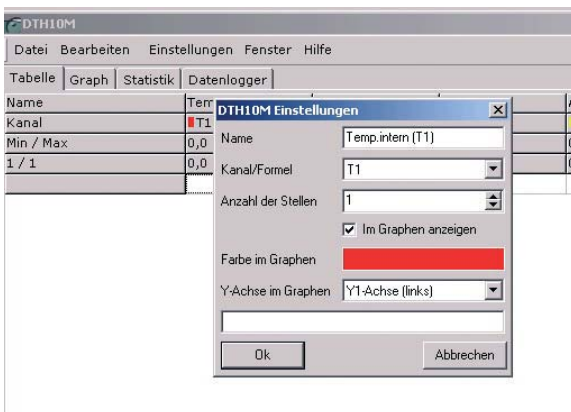 DTH10M
Datei Bearbeiten Einstellungen Fenster Hilfe
Tabelle Graph Statistik Datenlogger
Name
Kanal T1
Min / Max 0,0
1 / 1 0,0
DTH10M Einstellungen
Name Temp.intern (T1)
Kanal/Formel T1
Anzahl der Stellen 1
Im Graphen anzeigen
Farbe im Graphen
Y-Achse im Graphen Y1-Achse (links)
Ok Abbrechen